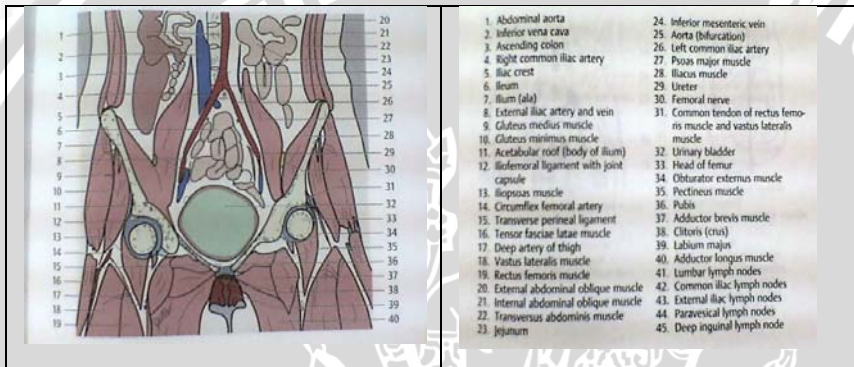 1
2
3
4
5
6
7
8
9
10
11
12
13
14
15
16
17
18
19
20
21
22
23
24
25
26
27
28
29
30
31
32
33
34
35
36
37
38
39
40
1. Abdominal aorta
2. Inferior vena cava
3. Ascending colon
4. Right common iliac artery
5. Iliac crest
6. Ileum
7. Ilium (ala)
8. External iliac artery and vein
9. Gluteus medius muscle
10. Gluteus minimus muscle
11. Acetabular roof (body of ilium)
12. Iliofemoral ligament with joint
capsule
13. Iliopsoas muscle
14. Circumflex femoral artery
15. Transverse perineal ligament
16. Tensor fasciae latae muscle
17. Deep artery of thigh
18. Vastus lateralis muscle
19. Rectus femoris muscle
20. External abdominal oblique muscle
21. Internal abdominal oblique muscle
22. Transversus abdominis muscle
23. Jejunum
24. Inferior mesenteric vein
25. Aorta (bifurcation)
26. Left common iliac artery
27. Psoas major muscle
28. Iliacus muscle
29. Ureter
30. Femoral nerve
31. Common tendon of rectus femo-
ris muscle and vastus lateralis
muscle
32. Urinary bladder
33. Head of femur
34. Obturator externus muscle
35. Pectineus muscle
36. Pubis
37. Adductor brevis muscle
38. Clitoris (crus)
39. Labium majus
40. Adductor longus muscle
41. Lumbar lymph nodes
42. Common iliac lymph nodes
43. External iliac lymph nodes
44. Paravesical lymph nodes
45. Deep inguinal lymph node